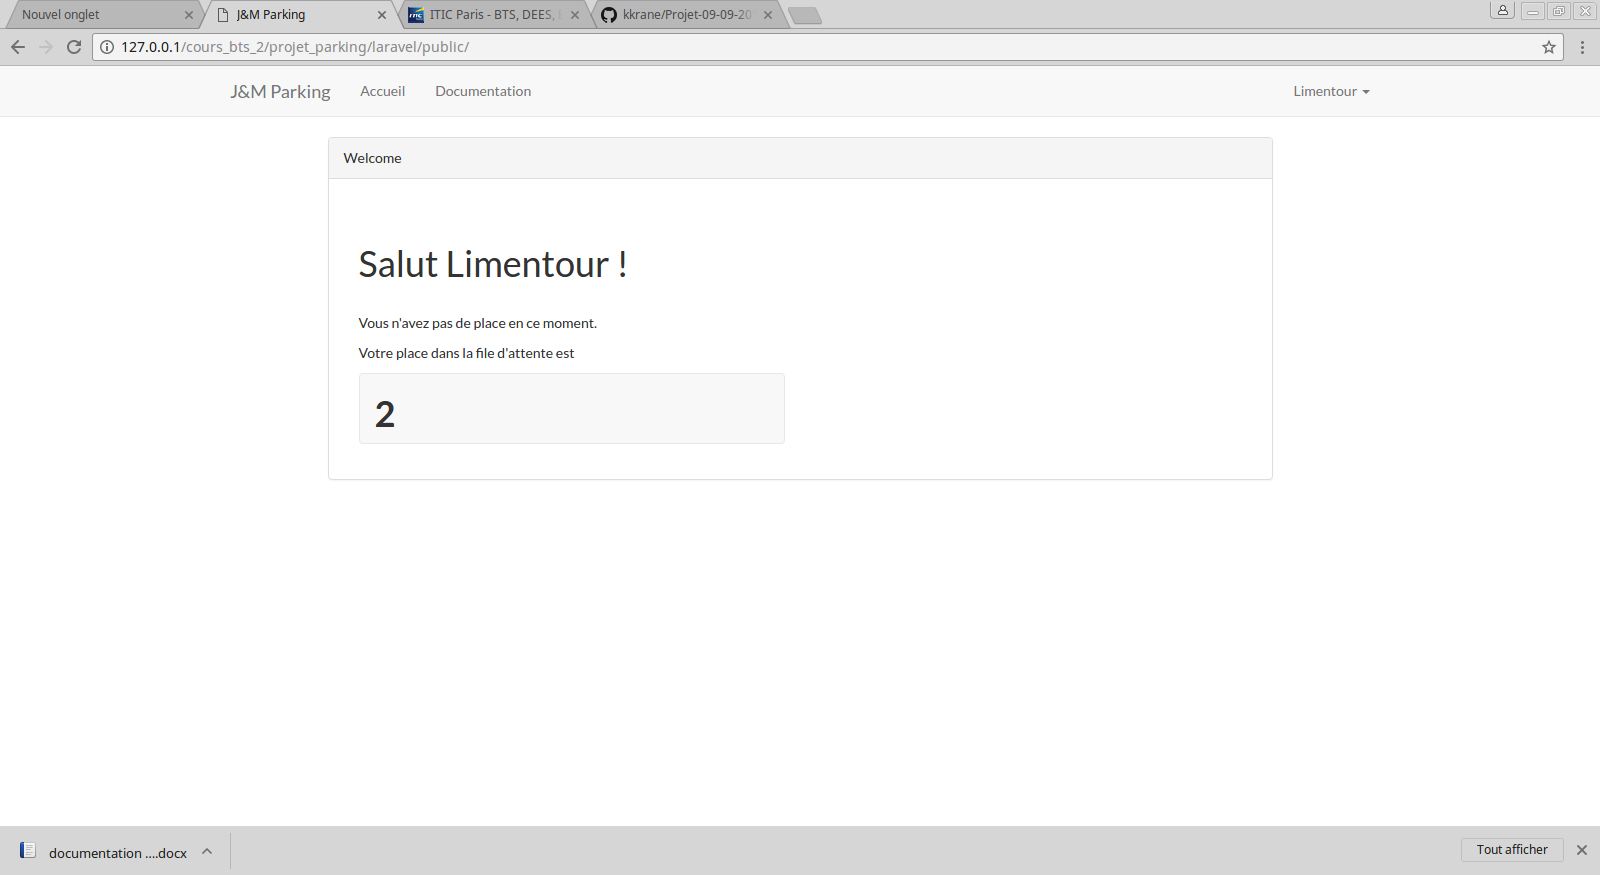 Nouvel onglet
J&M Parking
ITIC Paris - BTS, DEES,
kkrane/Projet-09-09-20
127.0.0.1/cours_bts_2/projet_parking/laravel/public/
J&M Parking Accueil Documentation Limentour
Welcome
Salut Limentour !
Vous n'avez pas de place en ce moment.
Votre place dans la file d'attente est
2
documentation ....docx
Tout afficher